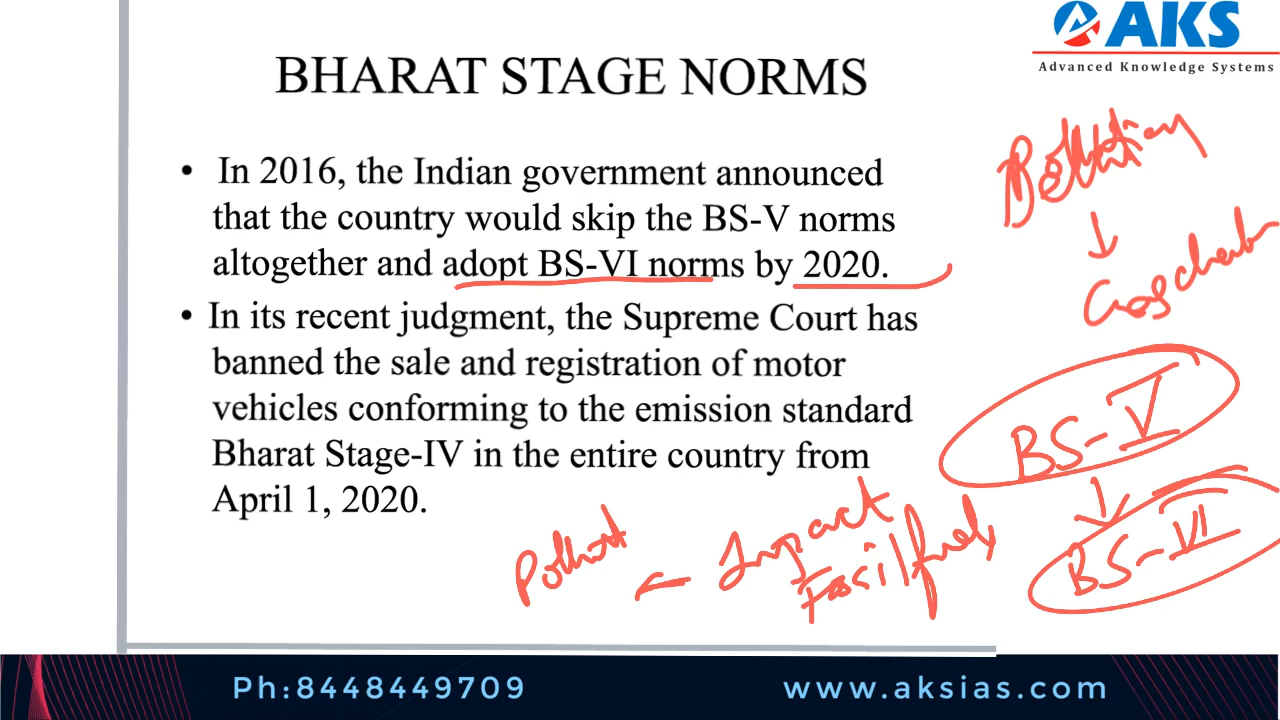 AKS
Advanced Knowledge Systems
BHARAT STAGE NORMS
• In 2016, the Indian government announced
that the country would skip the BS-V norms
altogether and adopt BS-VI norms by 2020.
• In its recent judgment, the Supreme Court has
banned the sale and registration of motor
vehicles conforming to the emission standard
Bharat Stage-IV in the entire country from
April 1, 2020.
BS-V
BS-VI
Impact
Ph:8448449709
www.aksias.com